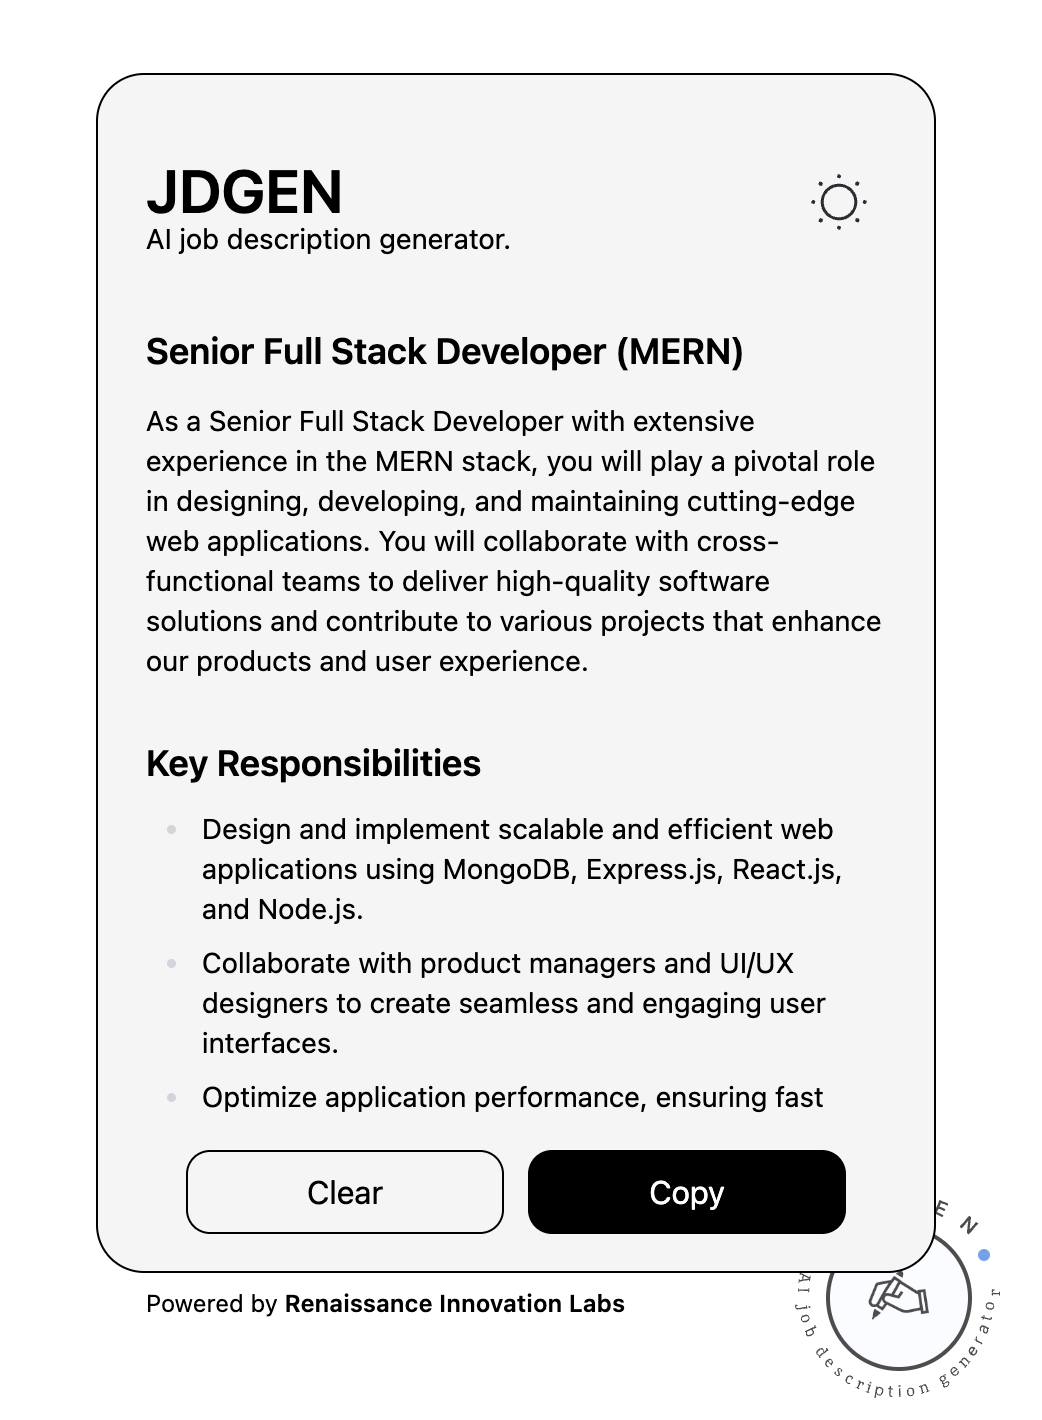 JDGEN
AI job description generator.
Senior Full Stack Developer (MERN)
As a Senior Full Stack Developer with extensive
experience in the MERN stack, you will play a pivotal role
in designing, developing, and maintaining cutting-edge
web applications. You will collaborate with cross-
functional teams to deliver high-quality software
solutions and contribute to various projects that enhance
our products and user experience.
Key Responsibilities
Design and implement scalable and efficient web
applications using MongoDB, Express.js, React.js,
and Node.js.
Collaborate with product managers and UI/UX
designers to create seamless and engaging user
interfaces.
Optimize application performance, ensuring fast
Clear
Copy
E N
Powered by Renaissance Innovation Labs
AI job description generator